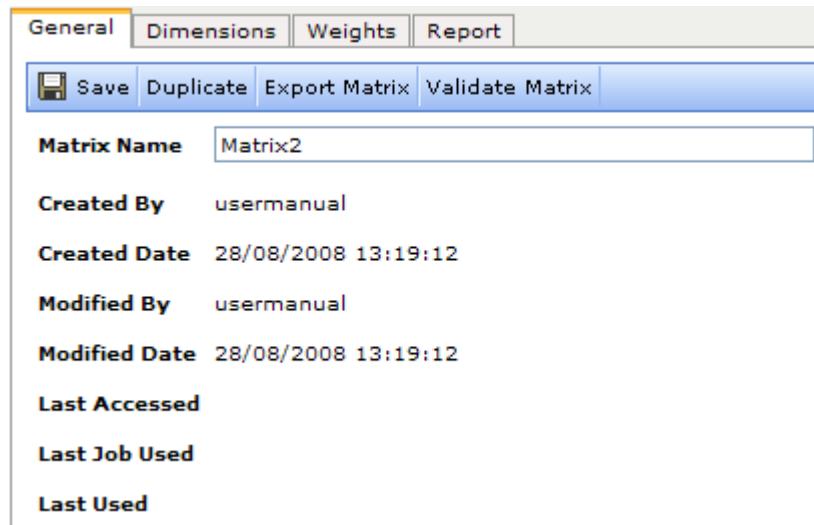 General Dimensions Weights Report
Save Duplicate Export Matrix Validate Matrix
Matrix Name Matrix2
Created By usermanual
Created Date 28/08/2008 13:19:12
Modified By usermanual
Modified Date 28/08/2008 13:19:12
Last Accessed
Last Job Used
Last Used